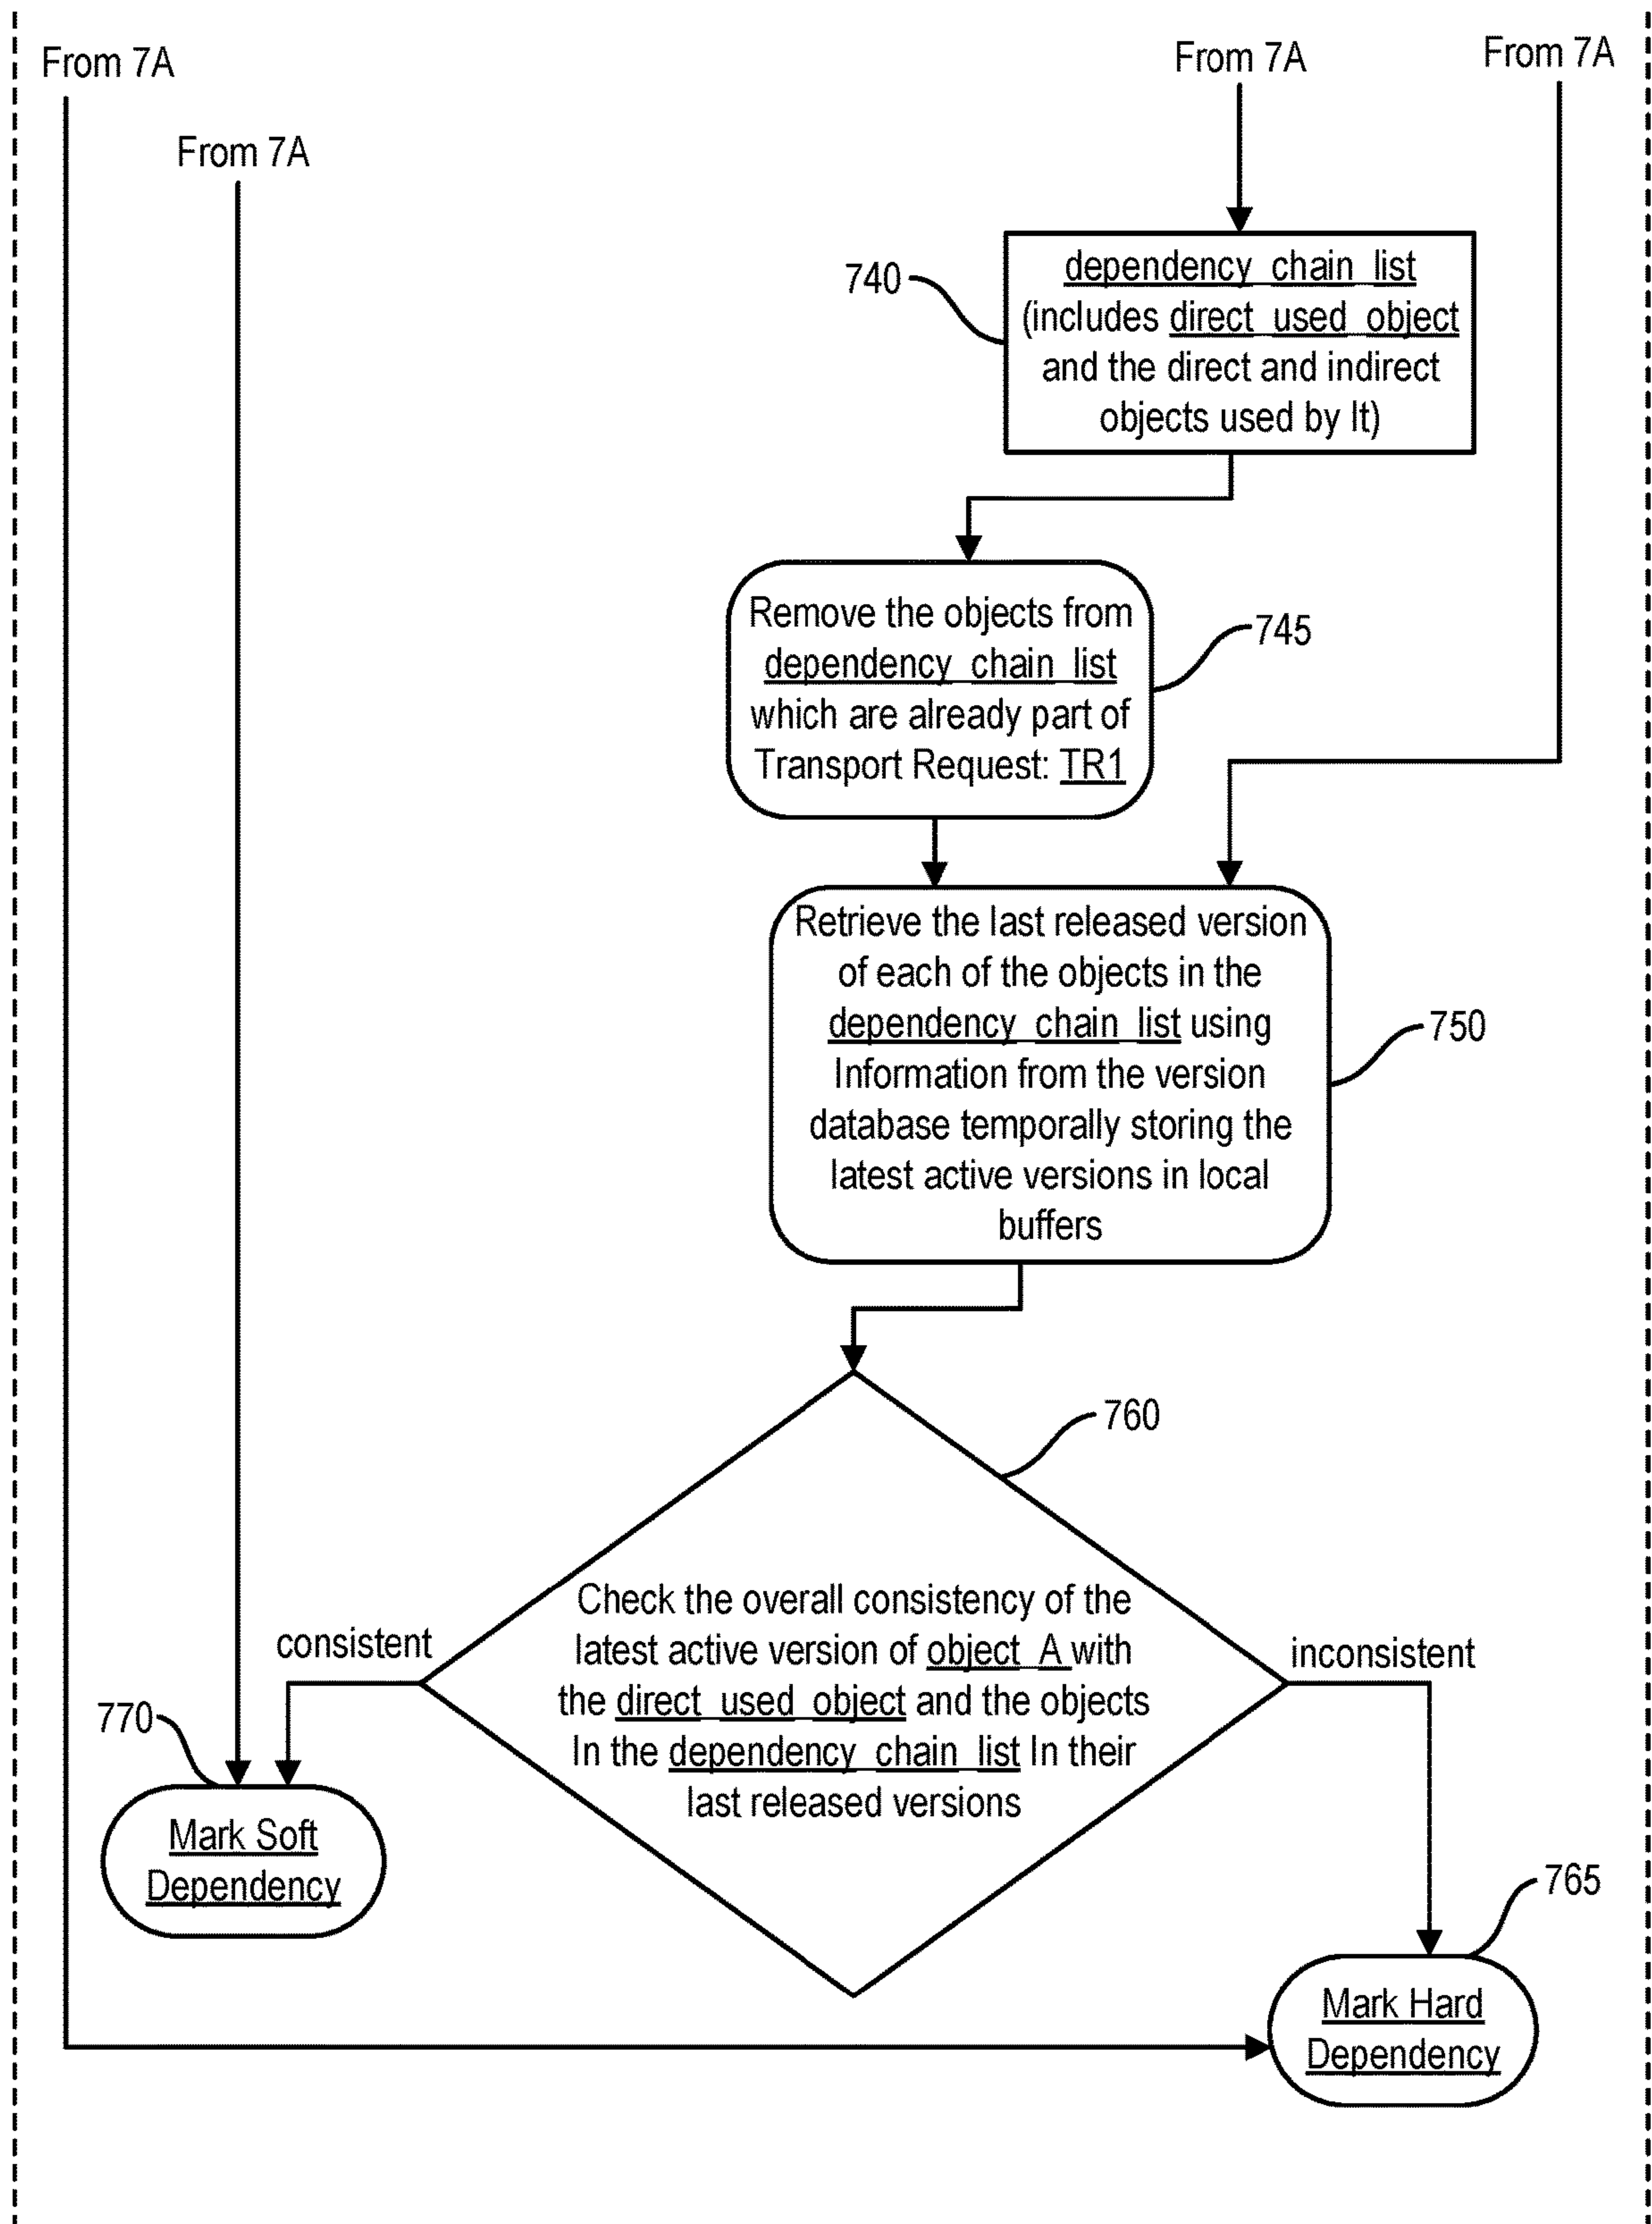 From 7A
From 7A
From 7A
From 7A
740
dependency_chain_list
(includes direct_used_object
and the direct and indirect
objects used by It)
Remove the objects from
dependency_chain_list
which are already part of
Transport Request: TR1
745
Retrieve the last released version
of each of the objects in the
dependency_chain_list using
Information from the version
database temporally storing the
latest active versions in local
buffers
750
760
Check the overall consistency of the
latest active version of object_A with
the direct_used_object and the objects
In the dependency_chain_list In their
last released versions
consistent
inconsistent
770
Mark Soft
Dependency
765
Mark Hard
Dependency